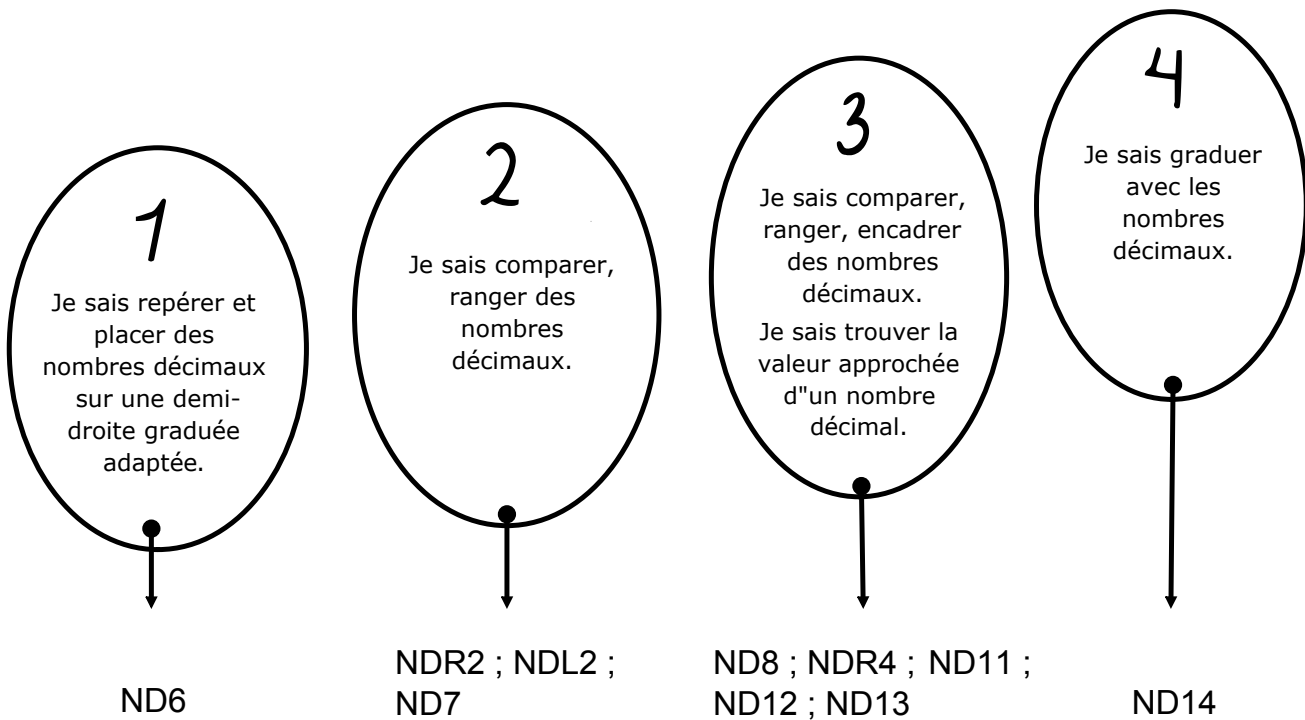 1
Je sais repérer et
placer des
nombres décimaux
sur une demi-
droite graduée
adaptée.
ND6
2
Je sais comparer,
ranger des
nombres
décimaux.
NDR2 ; NDL2 ;
ND7
3
Je sais comparer,
ranger, encadrer
des nombres
décimaux.
Je sais trouver la
valeur approchée
d"un nombre
décimal.
ND8 ; NDR4 ; ND11 ;
ND12 ; ND13
4
Je sais graduer
avec les
nombres
décimaux.
ND14